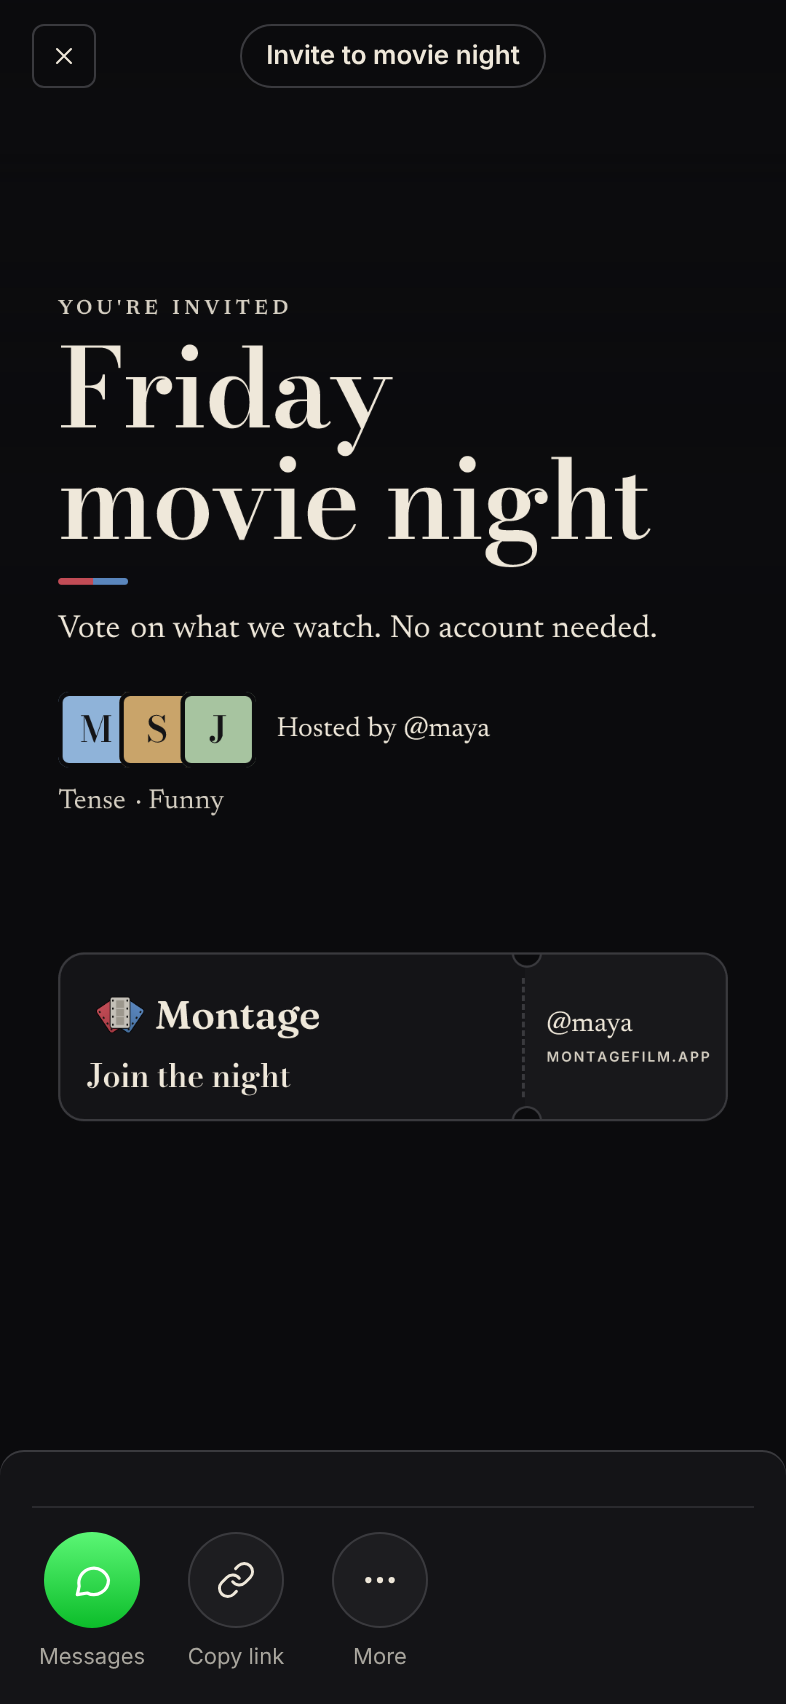 Invite to movie night
YOU'RE INVITED
Friday
movie night
Vote on what we watch. No account needed.
M S J Hosted by @maya
Tense · Funny
Montage
Join the night
@maya
MONTAGEFILM.APP
Messages Copy link More